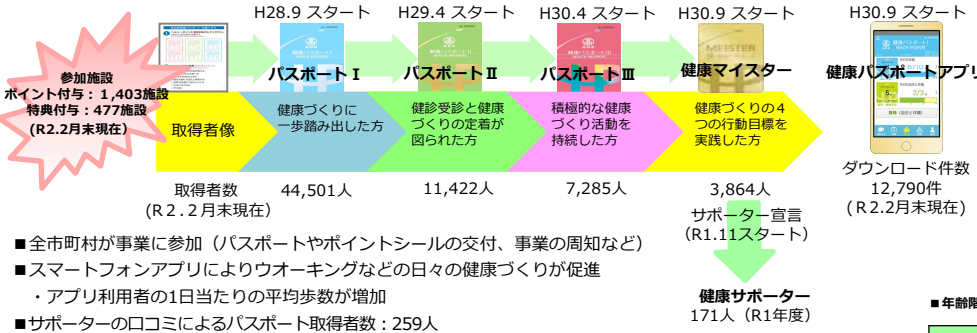 H28.9 スタート
H29.4 スタート
H30.4 スタート
H30.9 スタート
H30.9 スタート
参加施設
ポイント付与：1,403施設
特典付与：477施設
(R2.2月末現在)
パスポートⅠ
パスポートⅡ
パスポートⅢ
健康マイスター
健康パスポートアプリ
MEISTER
取得者像
健康づくりに
一歩踏み出した方
健診受診と健康
づくりの定着が
図られた方
積極的な健康
づくり活動を
持続した方
健康づくりの４
つの行動目標を
実践した方
取得者数
(Ｒ２.２月末現在)
44,501人
11,422人
7,285人
3,864人
ダウンロード件数
12,790件
(Ｒ2.2月末現在)
サポーター宣言
（R1.11スタート）
健康サポーター
171人（R1年度）
■全市町村が事業に参加（パスポートやポイントシールの交付、事業の周知など）
■スマートフォンアプリによりウオーキングなどの日々の健康づくりが促進
・アプリ利用者の1日当たりの平均歩数が増加
■サポーターの口コミによるパスポート取得者数：259人
■年齢階